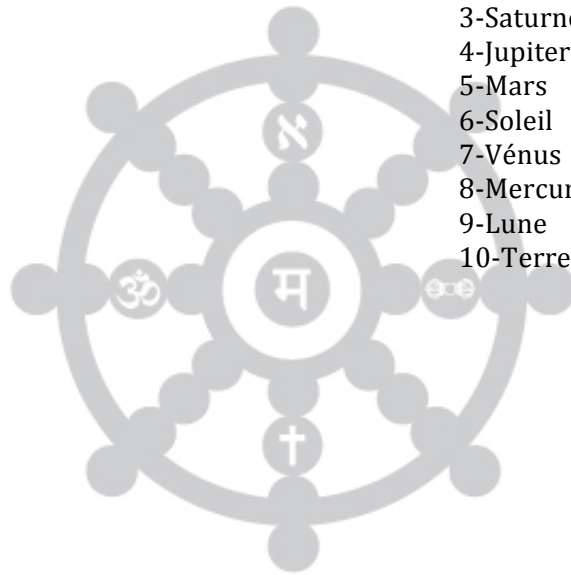 3-Saturne
4-Jupiter
5-Mars
6-Soleil
7-Vénus
8-Mercur
9-Lune
10-Terre
א
ॐ
म